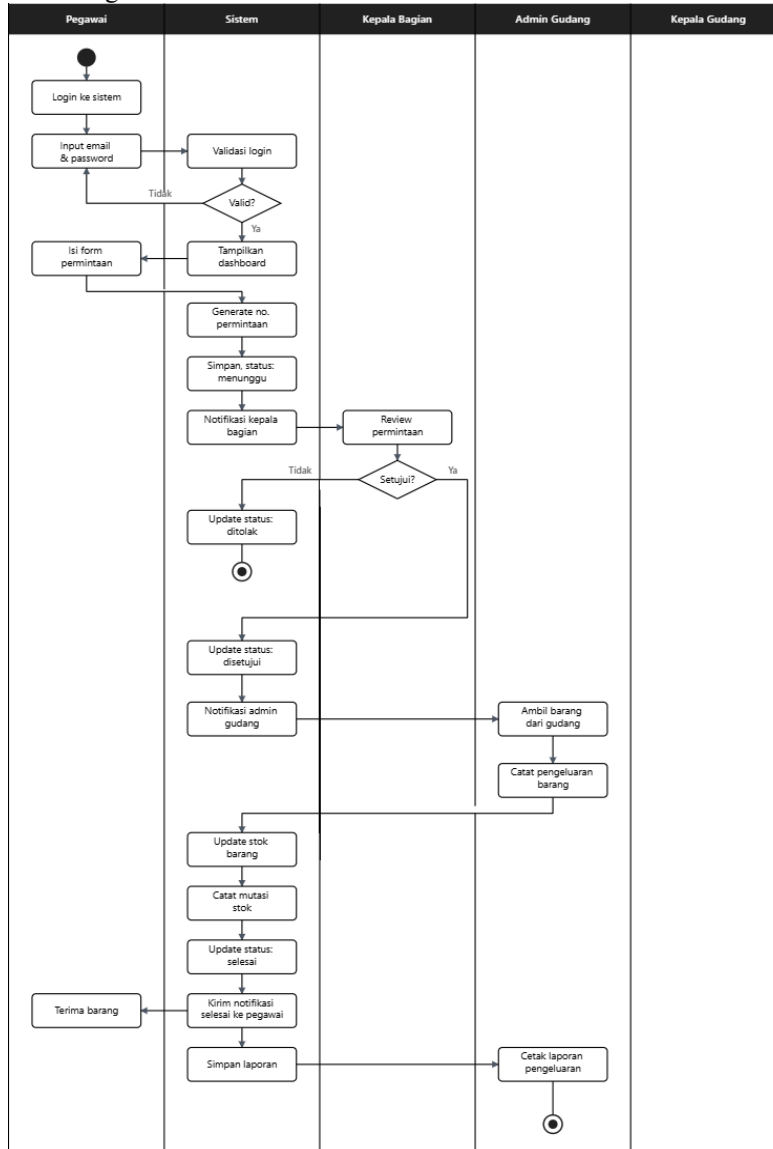 Pegawai
Sistem
Kepala Bagian
Admin Gudang
Kepala Gudang
Login ke sistem
Input email
& password
Validasi login
Tidak
Valid?
Ya
Isi form
permintaan
Tampilkan
dashboard
Generate no.
permintaan
Simpan, status:
menunggu
Notifikasi kepala
bagian
Review
permintaan
Tidak
Setujui?
Ya
Update status:
ditolak
Update status:
disetujui
Notifikasi admin
gudang
Ambil barang
dari gudang
Catat pengeluaran
barang
Update stok
barang
Catat mutasi
stok
Update status:
selesai
Terima barang
Kirim notifikasi
selesai ke pegawai
Simpan laporan
Cetak laporan
pengeluaran